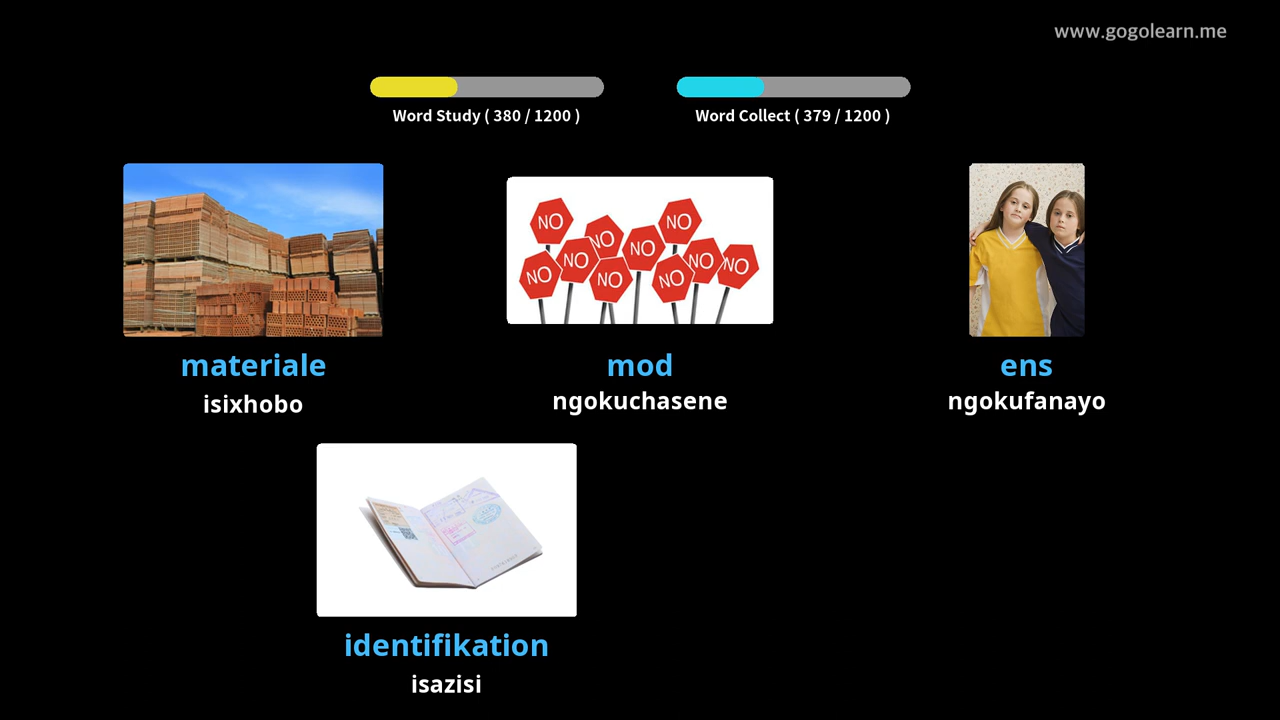 www.gogolearn.me
Word Study ( 380 / 1200 )
Word Collect ( 379 / 1200 )
NO
NO
NO
NO
NO
NO
NO
NO
NO
NO
materiale
isixhobo
mod
ngokuchasene
ens
ngokufanayo
identifikation
isazisi